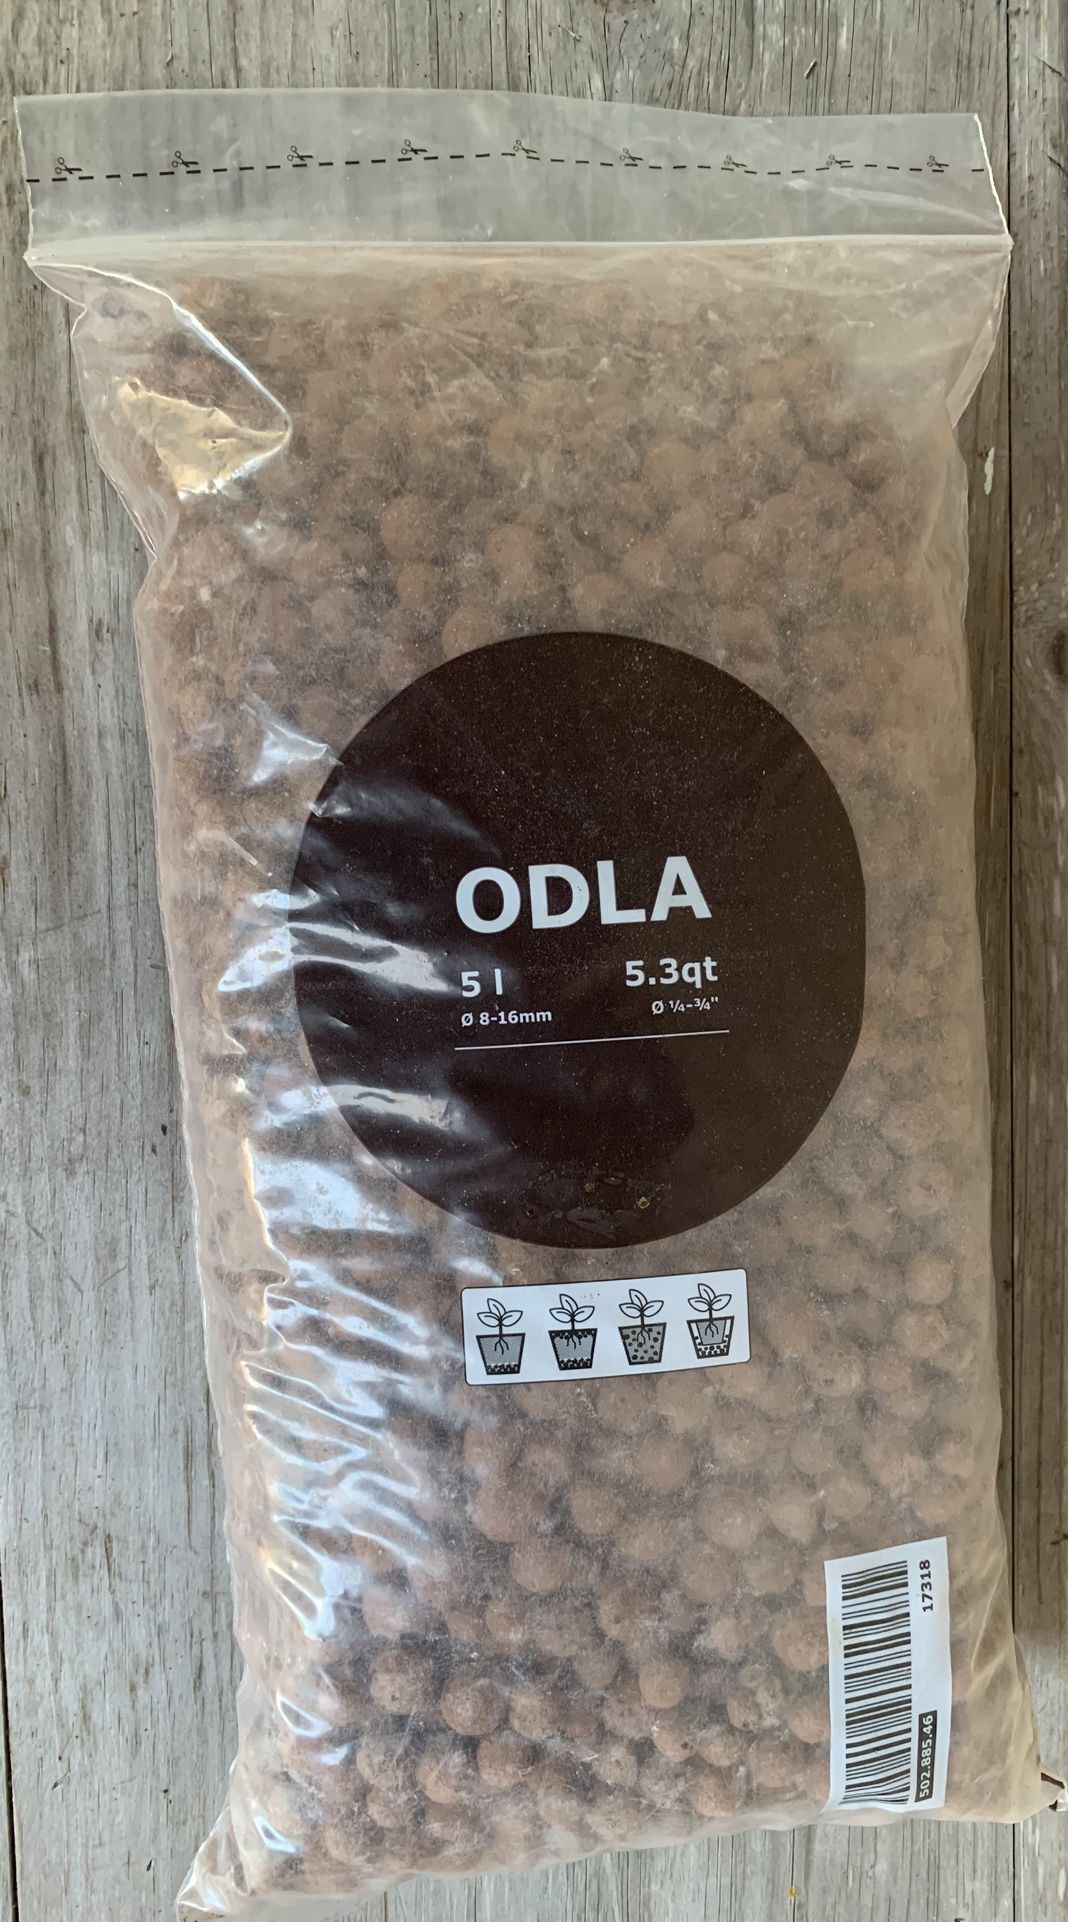 ODLA
5 l
5.3qt
Ø 8-16mm
Ø ¼-¾"
17318
502.885.46